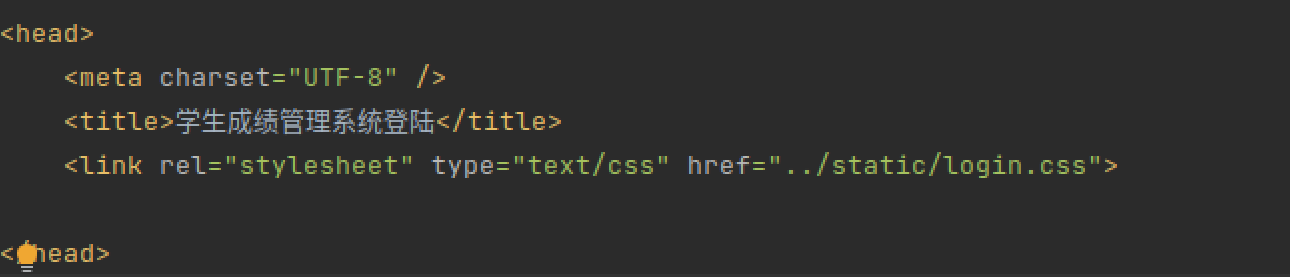 <head>
<meta charset="UTF-8" />
<title>学生成绩管理系统登陆</title>
<link rel="stylesheet" type="text/css" href="../static/login.css">
</head>